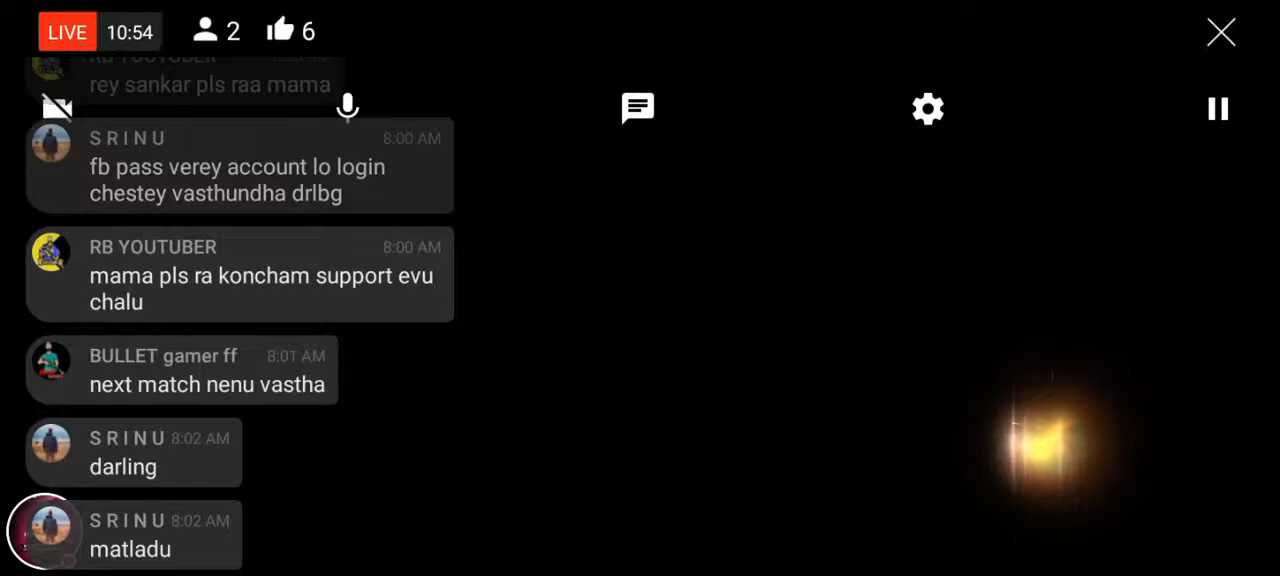 LIVE 10:54 2 6
RB YOUTUBER
rey sankar pls raa mama
S R I N U 8:00 AM
fb pass verey account lo login
chestey vasthundha drlbg
RB YOUTUBER 8:00 AM
mama pls ra koncham support evu
chalu
BULLET gamer ff 8:01 AM
next match nenu vastha
S R I N U 8:02 AM
darling
S R I N U 8:02 AM
matladu